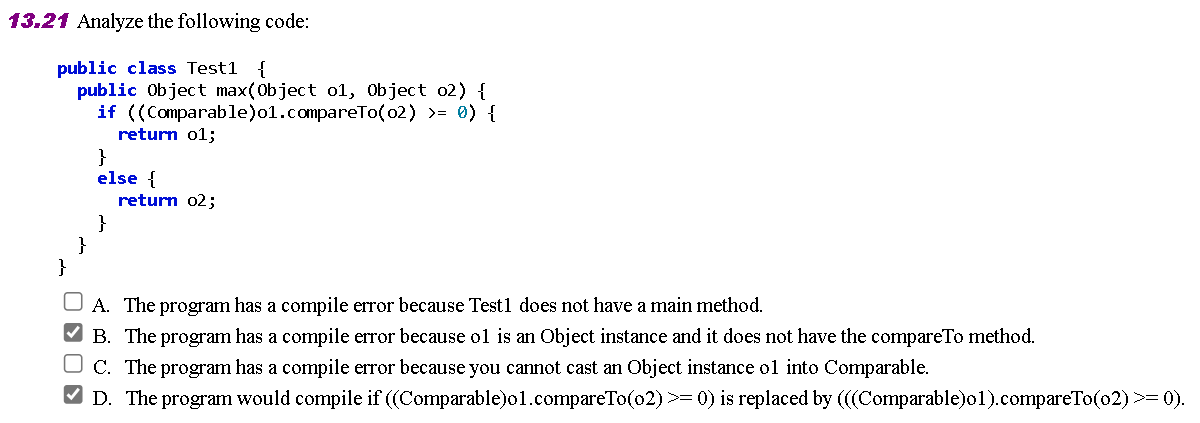 13.21 Analyze the following code:
public class Test1 {
public Object max(Object o1, Object o2) {
if ((Comparable)o1.compareTo(o2) >= 0) {
return o1;
}
else {
return o2;
}
}
}
A. The program has a compile error because Test1 does not have a main method.
B. The program has a compile error because o1 is an Object instance and it does not have the compareTo method.
C. The program has a compile error because you cannot cast an Object instance o1 into Comparable.
D. The program would compile if ((Comparable)o1.compareTo(o2) >= 0) is replaced by (((Comparable)o1).compareTo(o2) >= 0).